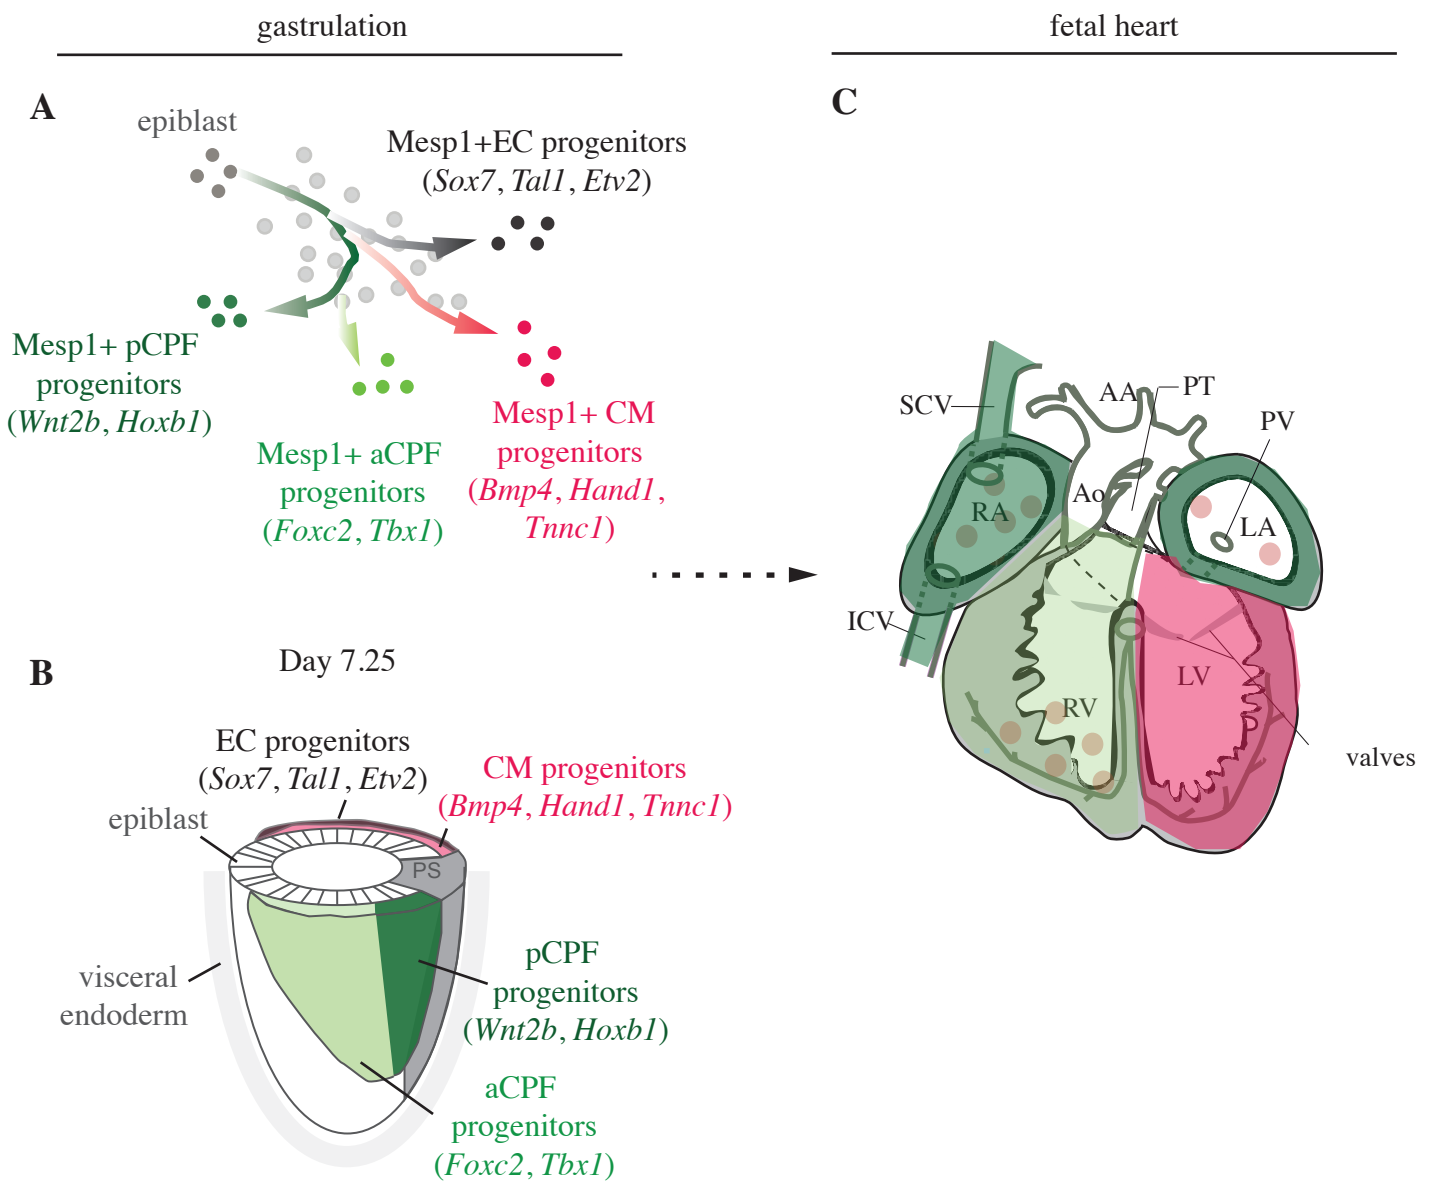 gastrulation
fetal heart
A
epiblast
Mesp1+EC progenitors
(Sox7, Tal1, Etv2)
Mesp1+ pCPF
progenitors
(Wnt2b, Hoxb1)
Mesp1+ aCPF
progenitors
(Foxc2, Tbx1)
Mesp1+ CM
progenitors
(Bmp4, Hand1,
Tnnc1)
B
Day 7.25
EC progenitors
(Sox7, Tal1, Etv2)
CM progenitors
(Bmp4, Hand1, Tnnc1)
epiblast
PS
visceral
endoderm
pCPF
progenitors
(Wnt2b, Hoxb1)
aCPF
progenitors
(Foxc2, Tbx1)
C
SCV
AA
PT
PV
RA
Ao
LA
ICV
RV
LV
valves